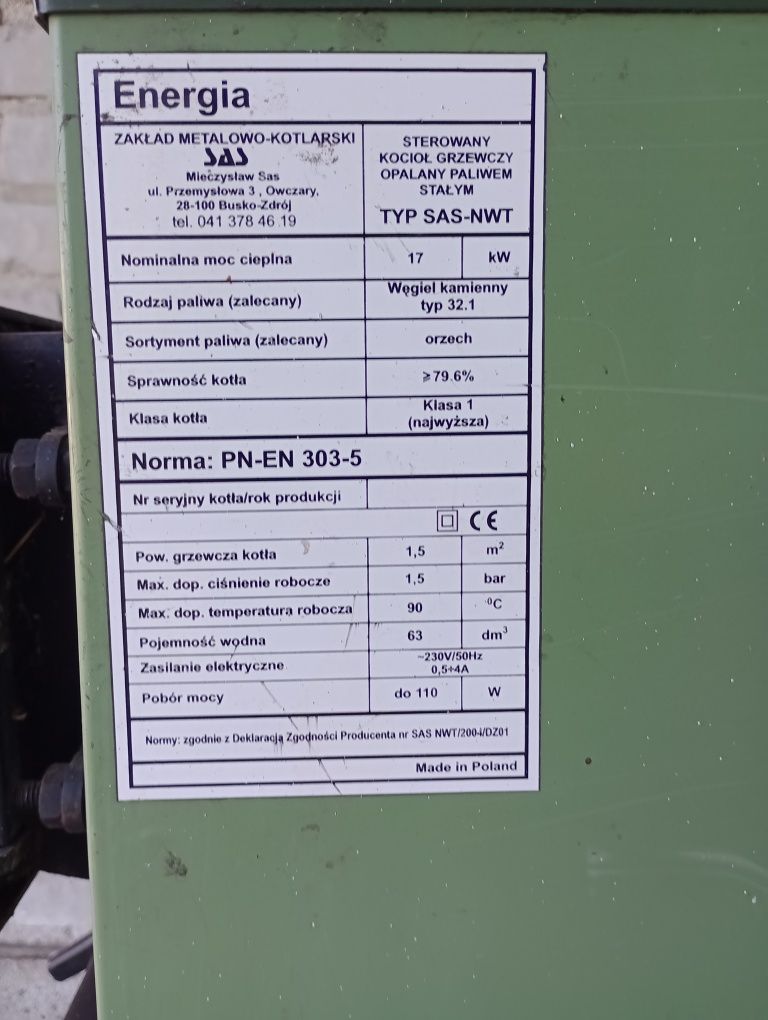 Energia
ZAKŁAD METALOWO-KOTLARSKI
SAS
Mieczysław Sas
ul. Przemysłowa 3 , Owczary,
28-100 Busko-Zdrój
tel. 041 378 46 19
STEROWANY
KOCIOŁ GRZEWCZY
OPALANY PALIWEM
STAŁYM
TYP SAS-NWT
Nominalna moc cieplna 17 kW
Rodzaj paliwa (zalecany) Węgiel kamienny
typ 32.1
Sortyment paliwa (zalecany) orzech
Sprawność kotła ⩾79.6%
Klasa kotła Klasa 1
(najwyższa)
Norma: PN-EN 303-5
Nr seryjny kotła/rok produkcji
CE
Pow. grzewcza kotła 1,5 m²
Max. dop. ciśnienie robocze 1,5 bar
Max. dop. temperatura robocza 90 ⁰C
Pojemność wodna 63 dm³
Zasilanie elektryczne ~230V/50Hz
0,5÷4A
Pobór mocy do 110 W
Normy: zgodnie z Deklaracją Zgodności Producenta nr SAS NWT/2004/DZ01
Made in Poland